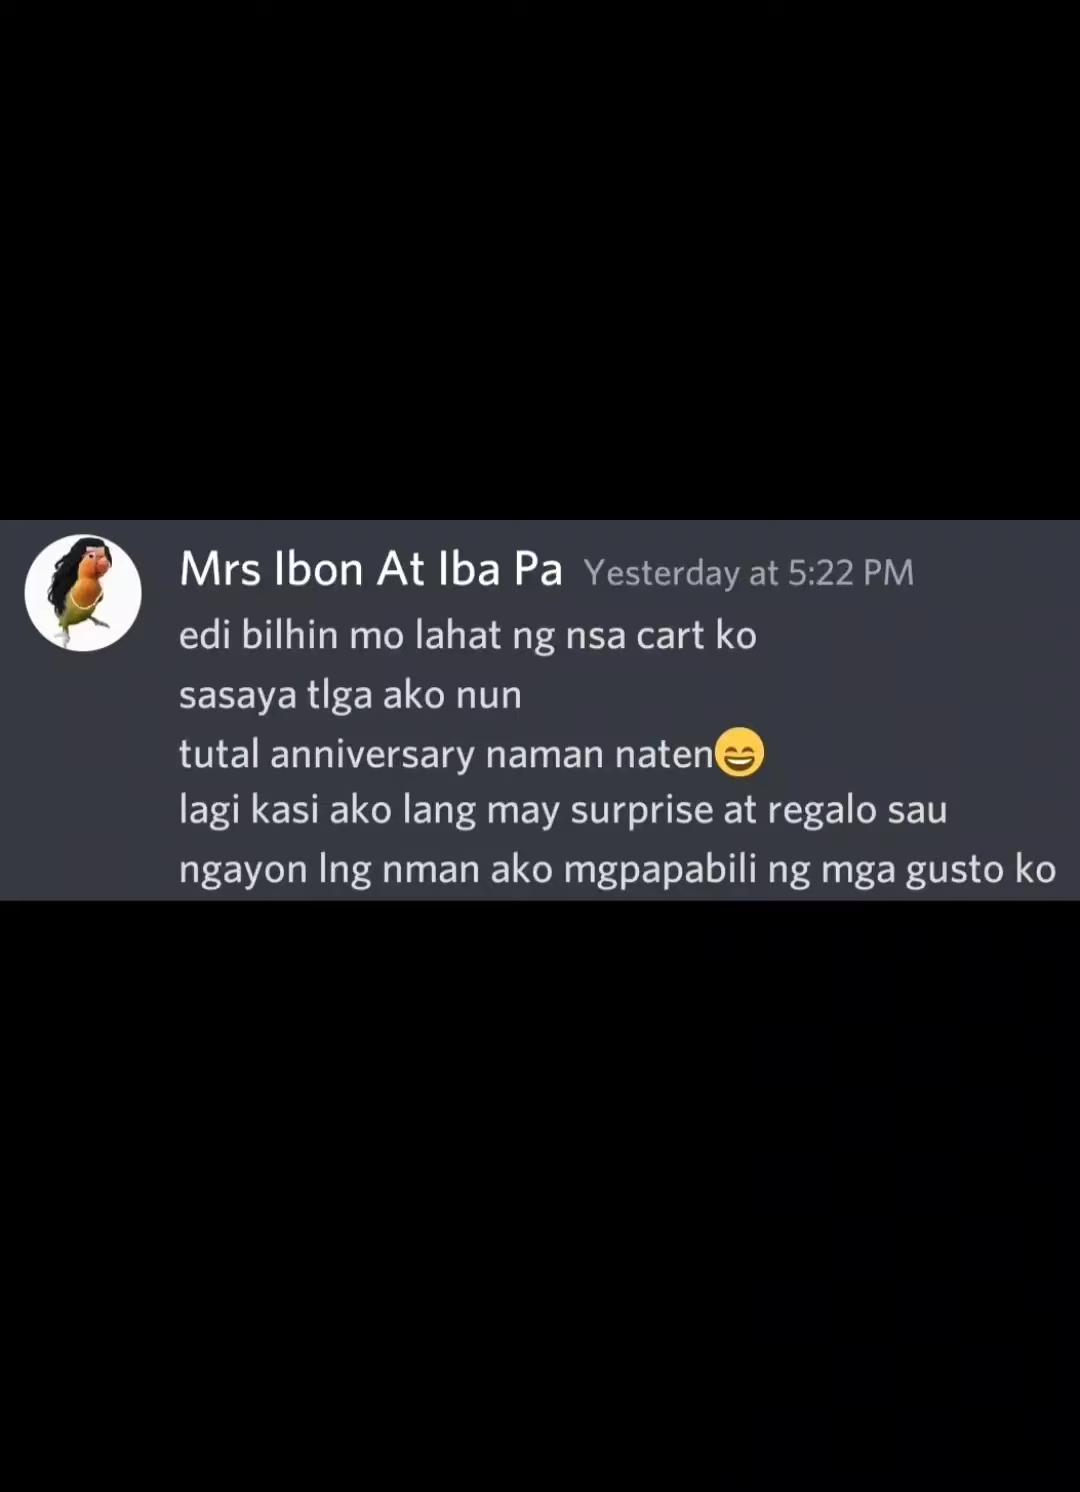 Mrs Ibon At Iba Pa Yesterday at 5:22 PM
edi bilhin mo lahat ng nsa cart ko
sasaya tlga ako nun
tutal anniversary naman naten😄
lagi kasi ako lang may surprise at regalo sau
ngayon lng nman ako mgpapabili ng mga gusto ko